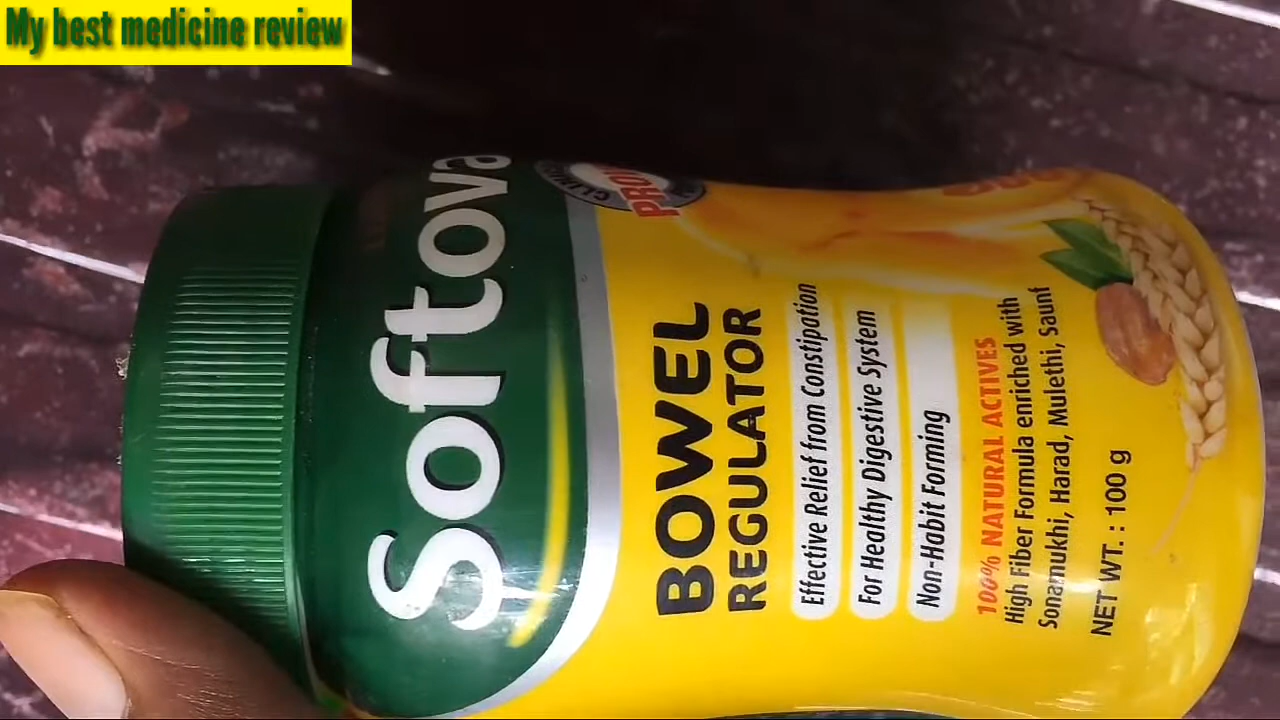 My best medicine review
Softova
BOWEL
REGULATOR
Effective Relief from Constipation
For Healthy Digestive System
Non-Habit Forming
100% NATURAL ACTIVES
High Fiber Formula enriched with
Sonamukhi, Harad, Mulethi, Saunf
NET WT. : 100 g